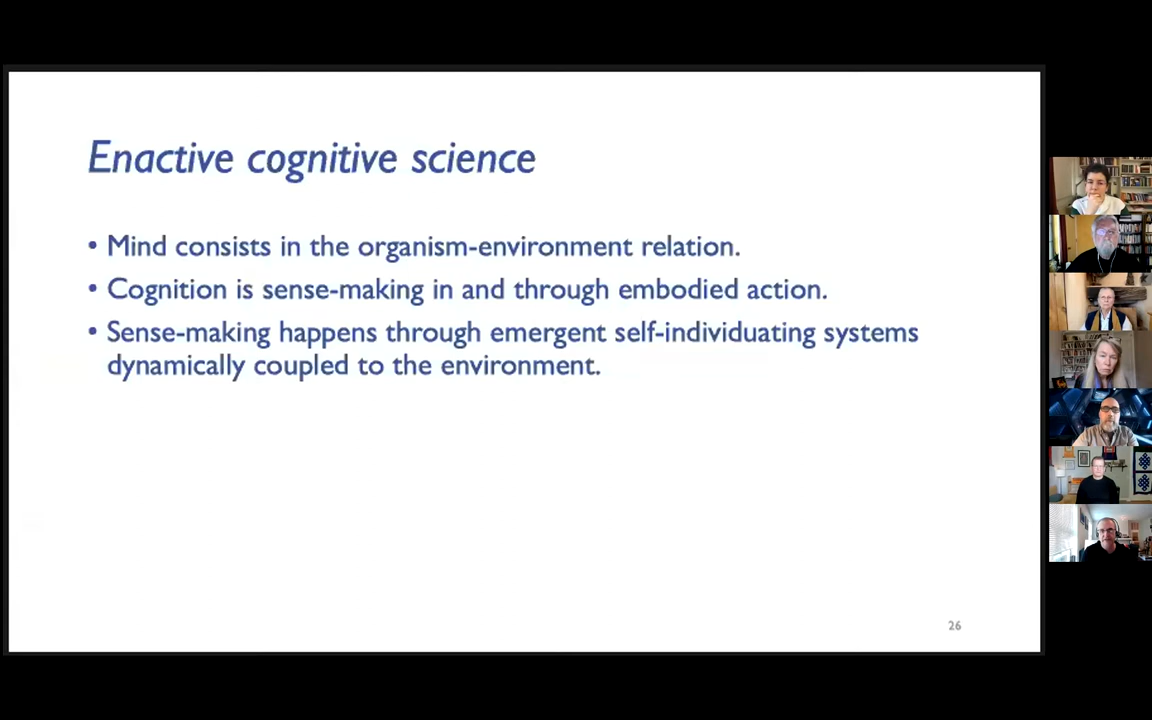 Enactive cognitive science
• Mind consists in the organism-environment relation.
• Cognition is sense-making in and through embodied action.
• Sense-making happens through emergent self-individuating systems
dynamically coupled to the environment.
26